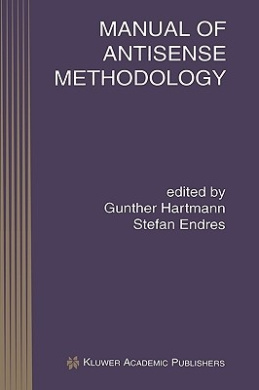 MANUAL OF
ANTISENSE
METHODOLOGY
edited by
Gunther Hartmann
Stefan Endres
KLUWER ACADEMIC PUBLISHERS